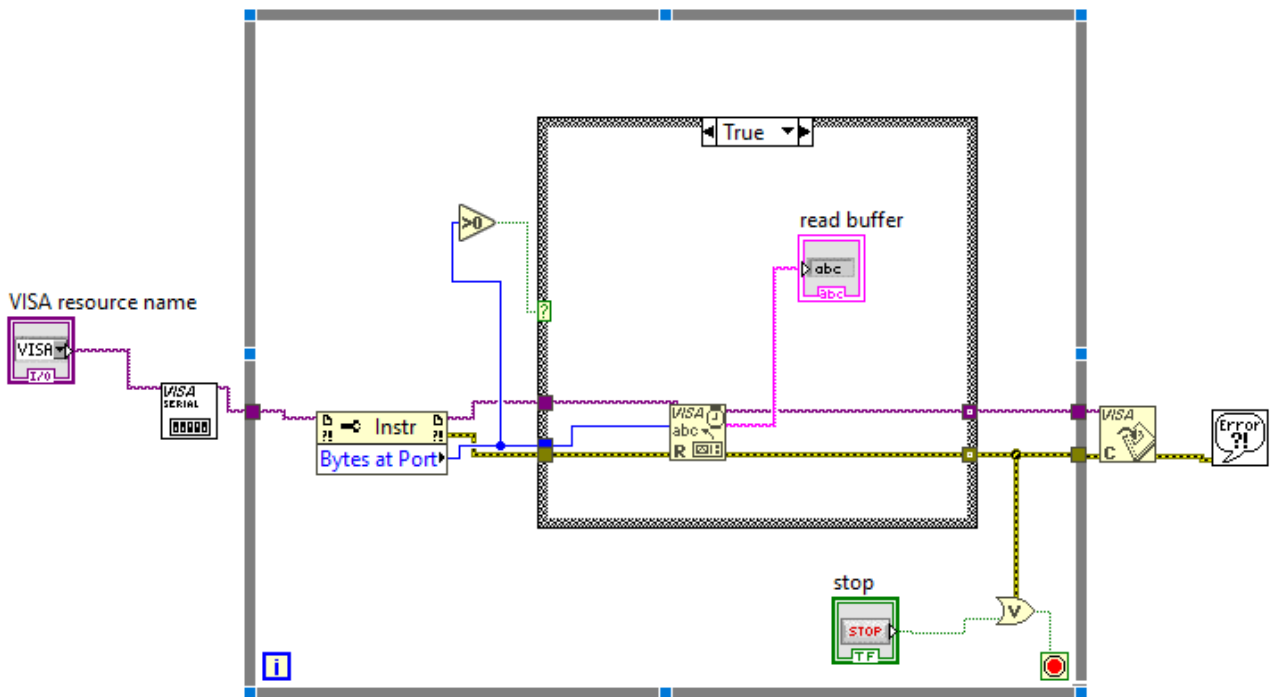 True
>0
read buffer
abc
abc
VISA resource name
VISA
I/O
VISA
SERIAL
?
?!
Instr
?!
Bytes at Port
VISA
abc
R
VISA
C
Error
?!
stop
STOP
TF
V
i